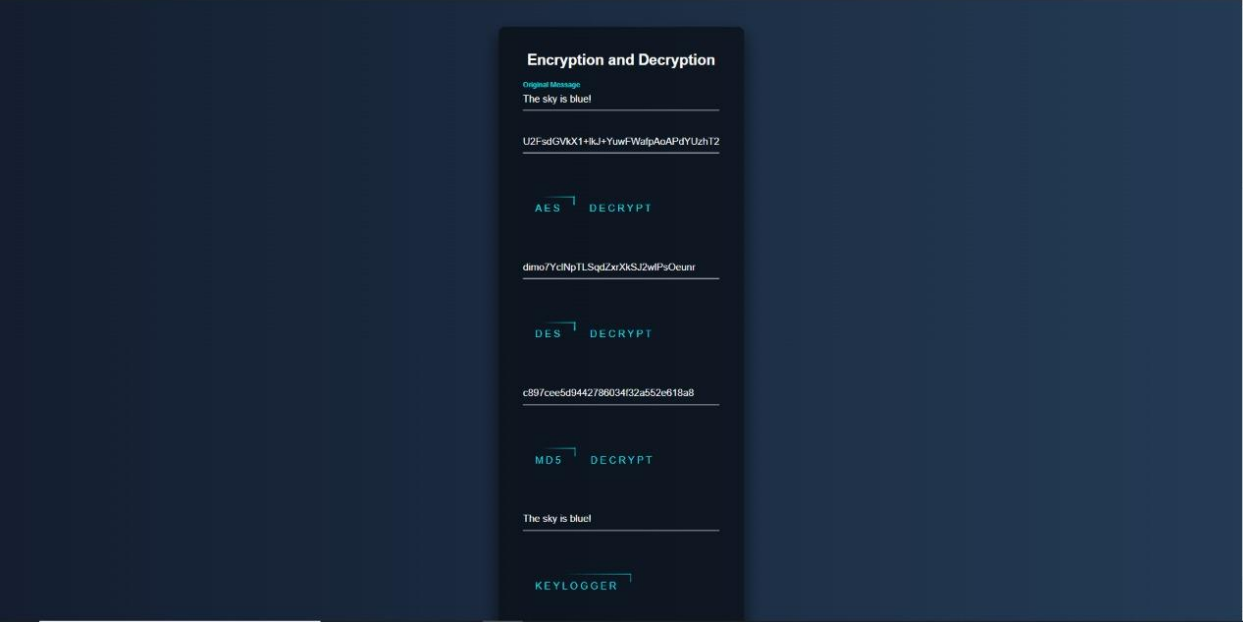 Encryption and Decryption
Original Message
The sky is blue!
U2FsdGVkX1+IkJ+YuwFWafpAoAPdYUzhT2
AES DECRYPT
dimo7YclNpTLSqdZxrXkSJ2wlPsOeunr
DES DECRYPT
c897cee5d9442786034f32a552e618a8
MD5 DECRYPT
The sky is blue!
KEYLOGGER